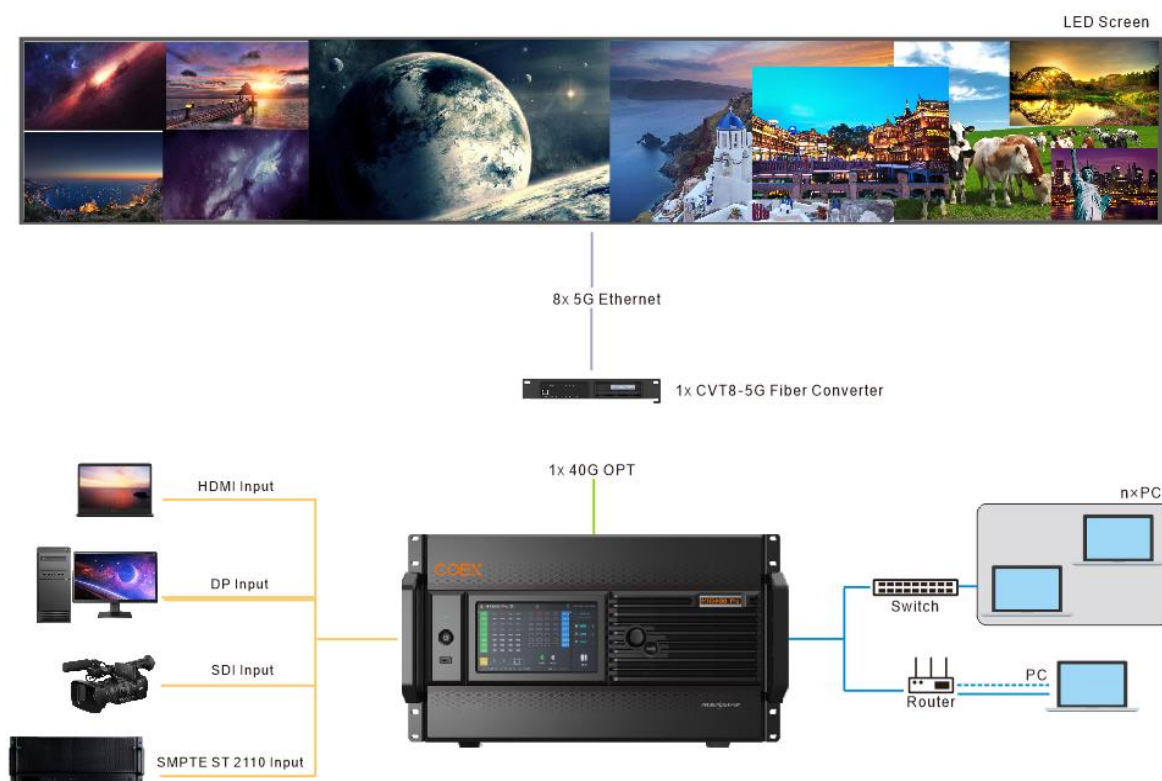 LED Screen
8x 5G Ethernet
1x CVT8-5G Fiber Converter
1x 40G OPT
HDMI Input
DP Input
SDI Input
SMPTE ST 2110 Input
COEX
n×PC
Switch
Router
PC